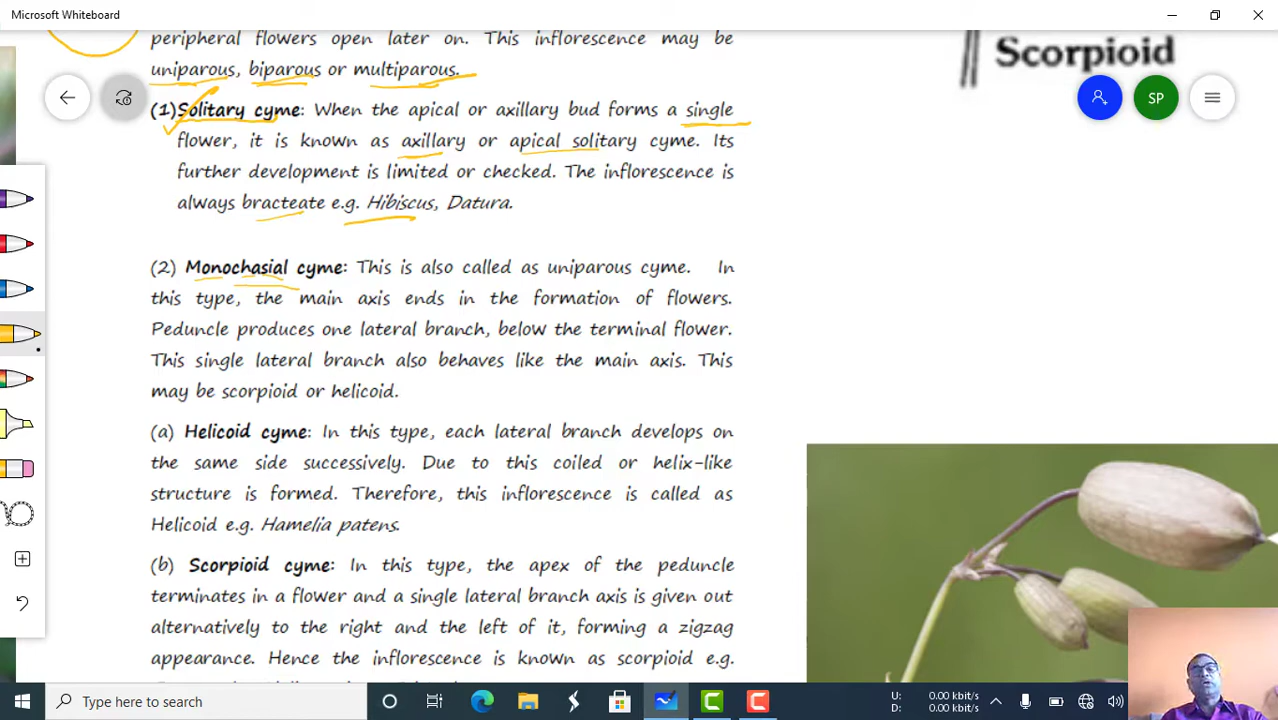 Microsoft Whiteboard
peripheral flowers open later on. This inflorescence may be
uniparous, biparous or multiparous.
Scorpioid
(1)Solitary cyme: When the apical or axillary bud forms a single
flower, it is known as axillary or apical solitary cyme. Its
further development is limited or checked. The inflorescence is
always bracteate e.g. Hibiscus, Datura.
SP
(2) Monochasial cyme: This is also called as uniparous cyme. In
this type, the main axis ends in the formation of flowers.
Peduncle produces one lateral branch, below the terminal flower.
This single lateral branch also behaves like the main axis. This
may be scorpioid or helicoid.
(a) Helicoid cyme: In this type, each lateral branch develops on
the same side successively. Due to this coiled or helix-like
structure is formed. Therefore, this inflorescence is called as
Helicoid e.g. Hamelia patens.
(b) Scorpioid cyme: In this type, the apex of the peduncle
terminates in a flower and a single lateral branch axis is given out
alternatively to the right and the left of it, forming a zigzag
appearance. Hence the inflorescence is known as scorpioid e.g.
Type here to search
U: 0.00 kbit/s
D: 0.00 kbit/s